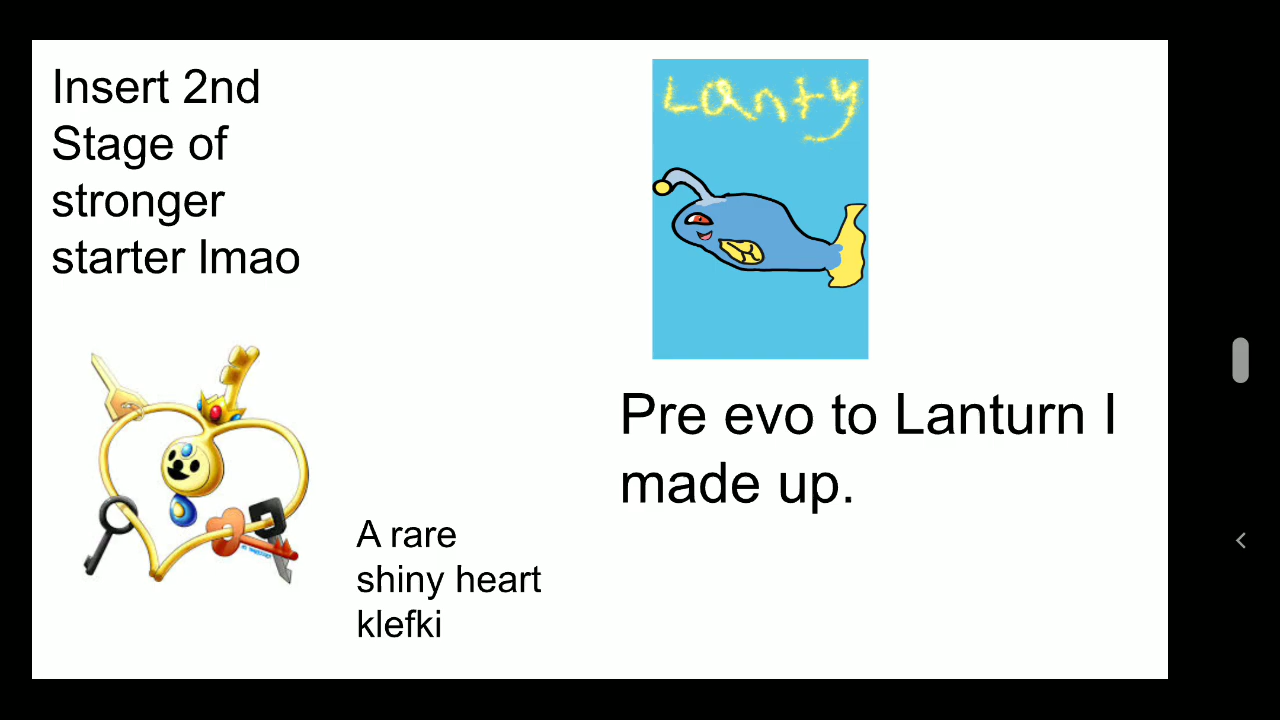 Insert 2nd
Stage of
stronger
starter lmao
Lanty
Pre evo to Lanturn I
made up.
A rare
shiny heart
klefki